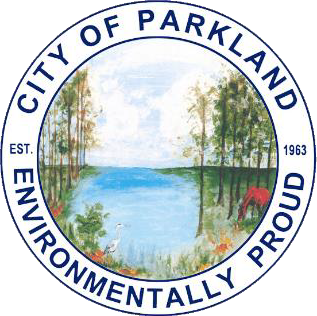 CITY OF PARKLAND
EST. 1963
ENVIRONMENTALLY PROUD